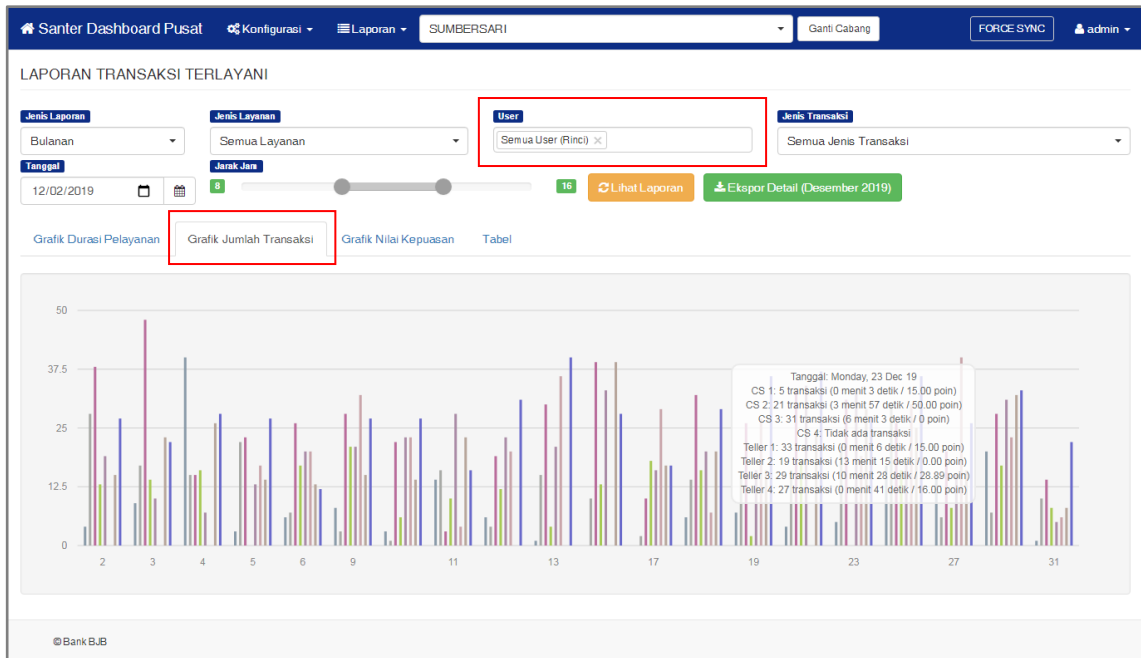 Santer Dashboard Pusat Konfigurasi Laporan SUMBERSARI Ganti Cabang FORCE SYNC admin
LAPORAN TRANSAKSI TERLAYANI
Jenis Laporan Jenis Layanan User Jenis Transaksi
Bulanan Semua Layanan Semua User (Rinci) × Semua Jenis Transaksi
Tanggal Jarak Jam
12/02/2019 8 16 Lihat Laporan Ekspor Detail (Desember 2019)
Grafik Durasi Pelayanan Grafik Jumlah Transaksi Grafik Nilai Kepuasan Tabel
50
37.5
25
12.5
0
Tanggal: Monday, 23 Dec 19
CS 1: 5 transaksi (0 menit 3 detik / 15.00 poin)
CS 2: 21 transaksi (3 menit 57 detik / 50.00 poin)
CS 3: 31 transaksi (6 menit 3 detik / 0 poin)
CS 4: Tidak ada transaksi
Teller 1: 33 transaksi (0 menit 6 detik / 15.00 poin)
Teller 2: 19 transaksi (13 menit 15 detik / 0.00 poin)
Teller 3: 29 transaksi (10 menit 28 detik / 28.89 poin)
Teller 4: 27 transaksi (0 menit 41 detik / 16.00 poin)
2 3 4 5 6 9 11 13 17 19 23 27 31
© Bank BJB